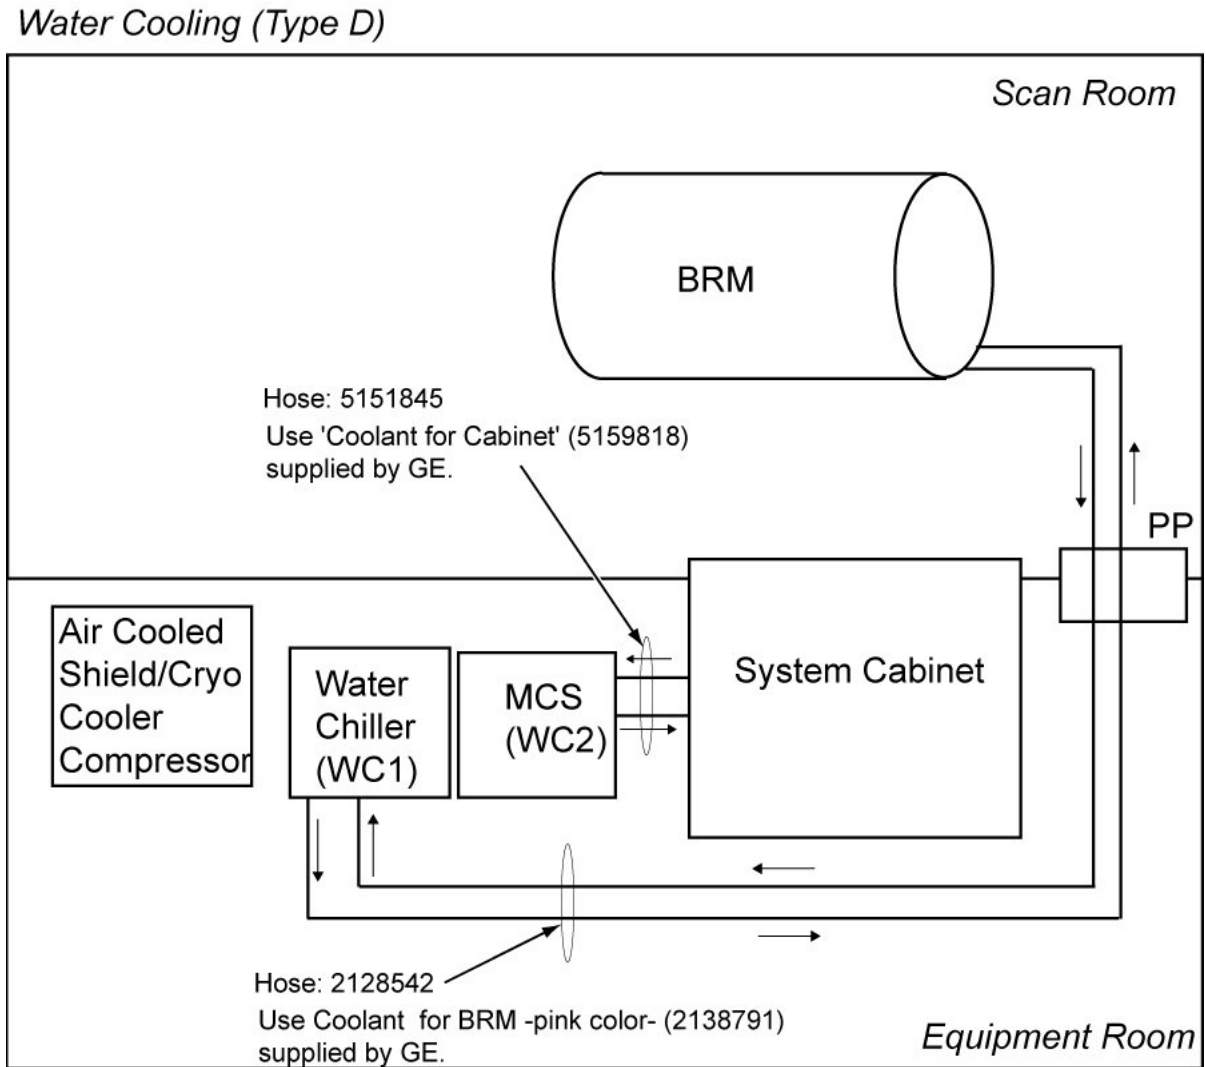 Water Cooling (Type D)
Scan Room
BRM
Hose: 5151845
Use 'Coolant for Cabinet' (5159818)
supplied by GE.
PP
Air Cooled
Shield/Cryo
Cooler
Compressor
Water
Chiller
(WC1)
MCS
(WC2)
System Cabinet
Hose: 2128542
Use Coolant for BRM -pink color- (2138791)
supplied by GE.
Equipment Room